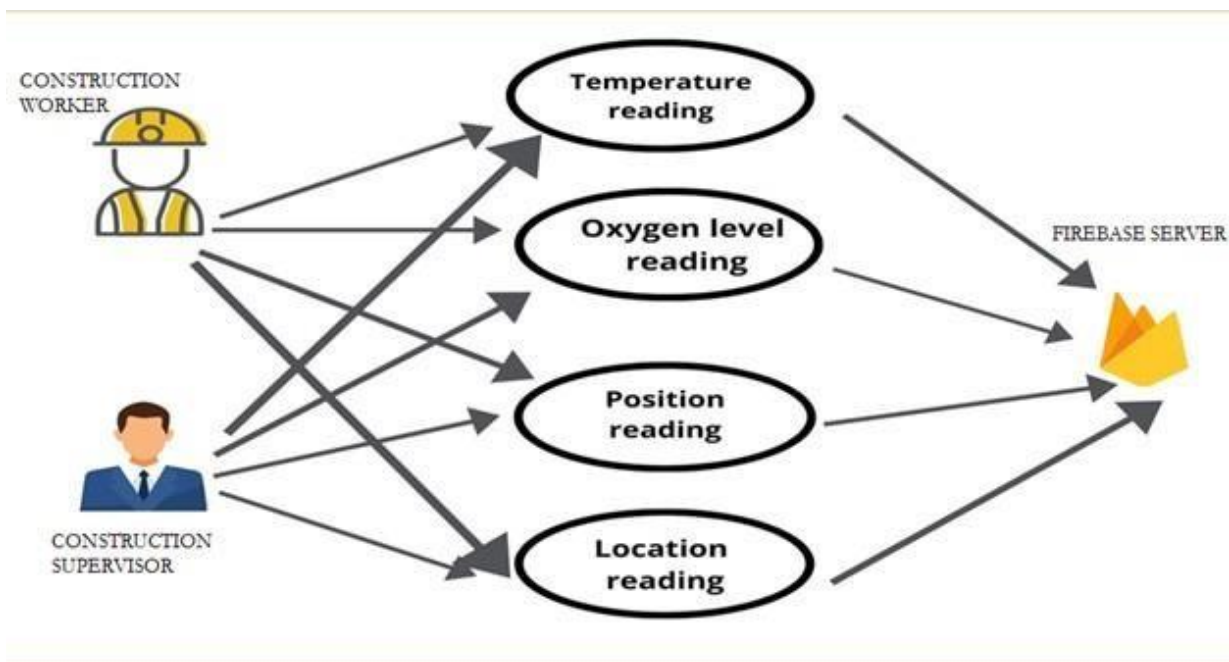 CONSTRUCTION
WORKER
Temperature
reading
Oxygen level
reading
FIREBASE SERVER
Position
reading
CONSTRUCTION
SUPERVISOR
Location
reading